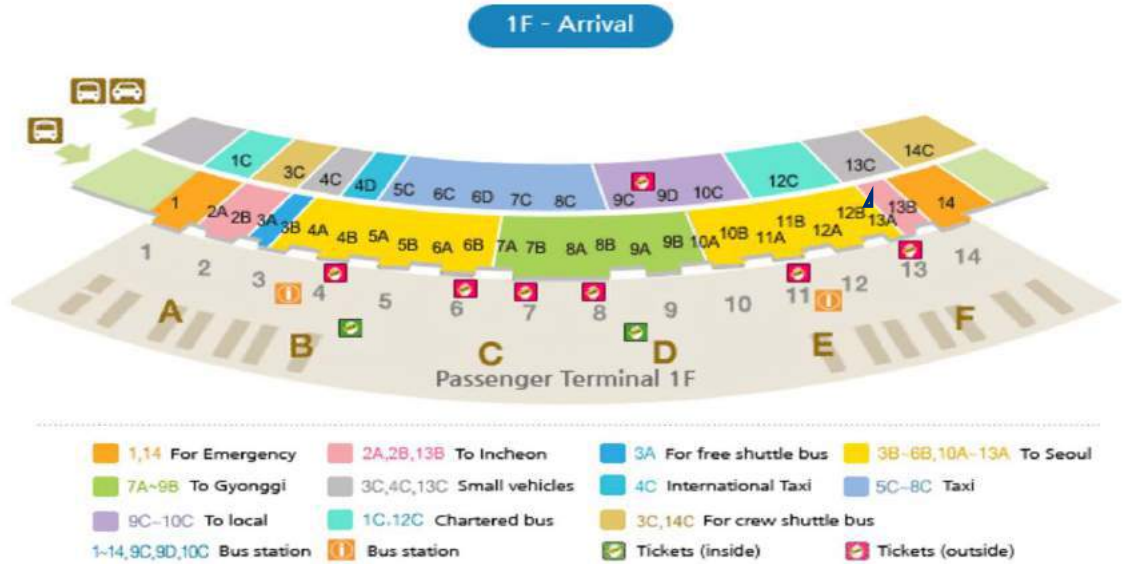 1F - Arrival
1C
3C
4C
4D
5C
6C
6D
7C
8C
9C
9D
10C
12C
13C
14C
1
2A
2B
3A
3B
4A
4B
5A
5B
6A
6B
7A
7B
8A
8B
9A
9B
10A
10B
11A
11B
12A
12B
13A
13B
14
1
2
3
4
5
6
7
8
9
10
11
12
13
14
A
B
C
D
E
F
Passenger Terminal 1F
1,14 For Emergency
2A,2B,13B To Incheon
3A For free shuttle bus
3B~6B,10A~13A To Seoul
7A~9B To Gyonggi
3C,4C,13C Small vehicles
4C International Taxi
5C~8C Taxi
9C~10C To local
1C.12C Chartered bus
3C,14C For crew shuttle bus
1~14,9C,9D,10C Bus station
Bus station
Tickets (inside)
Tickets (outside)